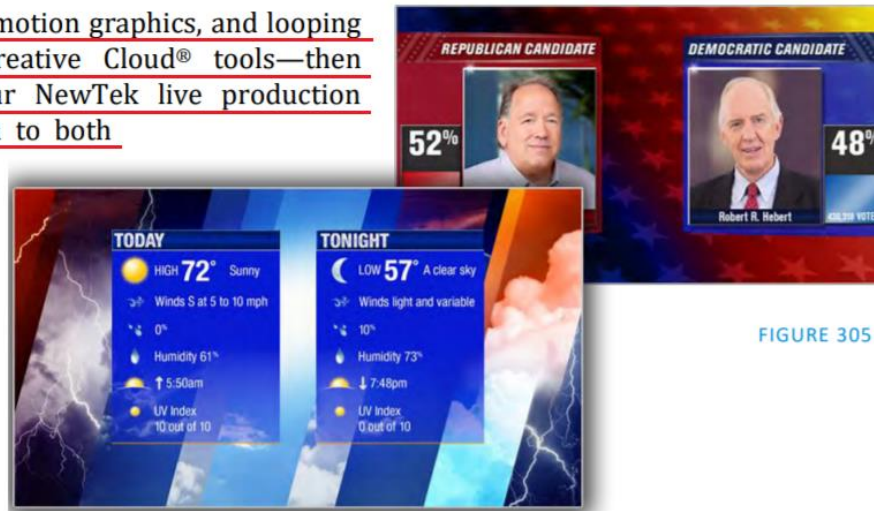 motion graphics, and looping
reative Cloud® tools—then
ur NewTek live production
to both
REPUBLICAN CANDIDATE
52%
DEMOCRATIC CANDIDATE
48%
Robert R. Hebert
FIGURE 305
TODAY
HIGH 72° Sunny
Winds S at 5 to 10 mph
0%
Humidity 61%
↑ 5:50am
UV Index
10 out of 10
TONIGHT
LOW 57° A clear sky
Winds light and variable
10%
Humidity 73%
↓ 7:48pm
UV Index
0 out of 10